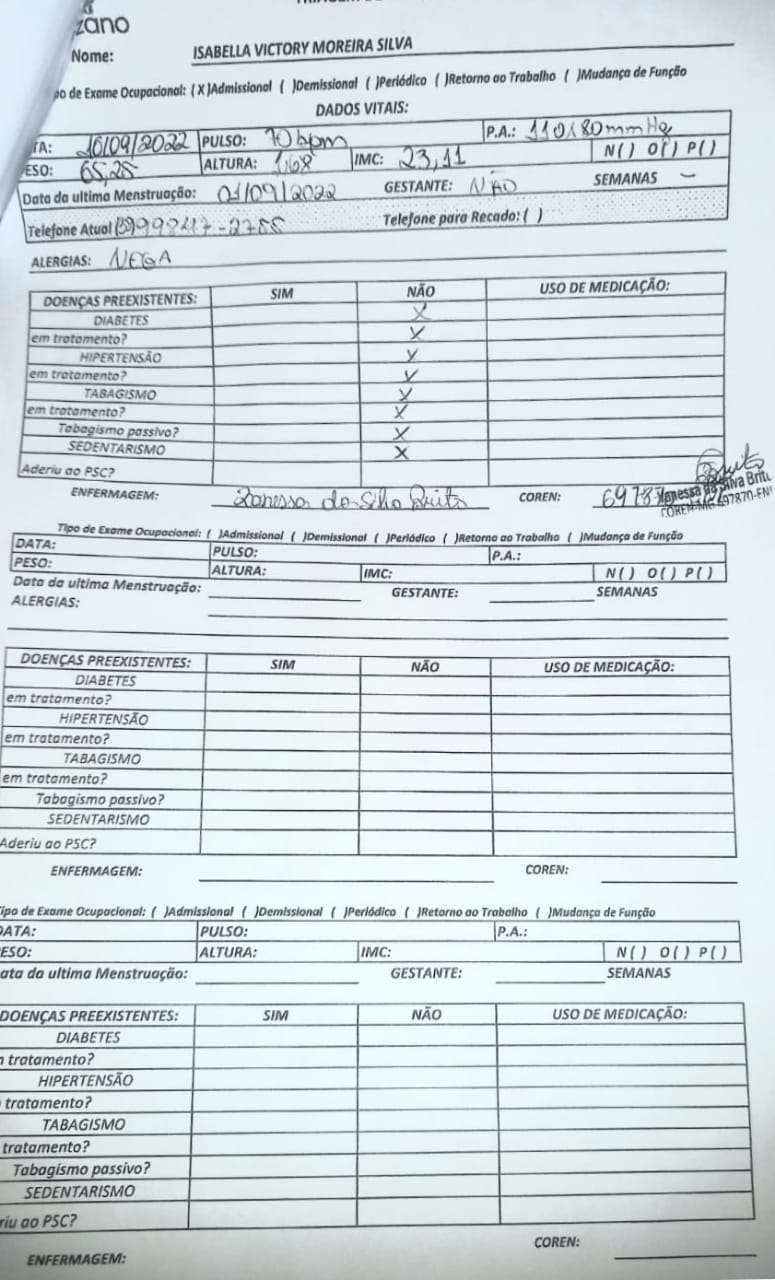 zano
Nome: ISABELLA VICTORY MOREIRA SILVA
po de Exame Ocupacional: ( X )Admissional ( )Demissional ( )Periódico ( )Retorno ao Trabalho ( )Mudança de Função
DADOS VITAIS:
TA: 10/09/2022 PULSO: 70 bpm P.A.: 110/80mmHg
ESO: 65,25 ALTURA: 1,68 IMC: 23,11 N ( ) O ( ) P ( )
Data da ultima Menstruação: 01/09/2022 GESTANTE: NÃO SEMANAS –
Telefone Atual Telefone para Recado: ( )
ALERGIAS: NEGA
DOENÇAS PREEXISTENTES: SIM NÃO USO DE MEDICAÇÃO:
DIABETES X
em tratamento? X
HIPERTENSÃO X
em tratamento? X
TABAGISMO X
em tratamento? X
Tabagismo passivo? X
SEDENTARISMO X
Aderiu ao PSC?
ENFERMAGEM: Vanessa da Silva Brito COREN: 6978
Vanessa da Silva Brito
COREN-MG 697870-EN
Tipo de Exame Ocupacional: ( )Admissional ( )Demissional ( )Periódico ( )Retorno ao Trabalho ( )Mudança de Função
DATA: PULSO: P.A.:
PESO: ALTURA: IMC: N ( ) O ( ) P ( )
Data da ultima Menstruação: GESTANTE: SEMANAS
ALERGIAS:
DOENÇAS PREEXISTENTES: SIM NÃO USO DE MEDICAÇÃO:
DIABETES
em tratamento?
HIPERTENSÃO
em tratamento?
TABAGISMO
em tratamento?
Tabagismo passivo?
SEDENTARISMO
Aderiu ao PSC?
ENFERMAGEM: COREN:
Tipo de Exame Ocupacional: ( )Admissional ( )Demissional ( )Periódico ( )Retorno ao Trabalho ( )Mudança de Função
DATA: PULSO: P.A.:
ESO: ALTURA: IMC: N ( ) O ( ) P ( )
ata da ultima Menstruação: GESTANTE: SEMANAS
DOENÇAS PREEXISTENTES: SIM NÃO USO DE MEDICAÇÃO:
DIABETES
m tratamento?
HIPERTENSÃO
tratamento?
TABAGISMO
tratamento?
Tabagismo passivo?
SEDENTARISMO
riu ao PSC?
COREN:
ENFERMAGEM: